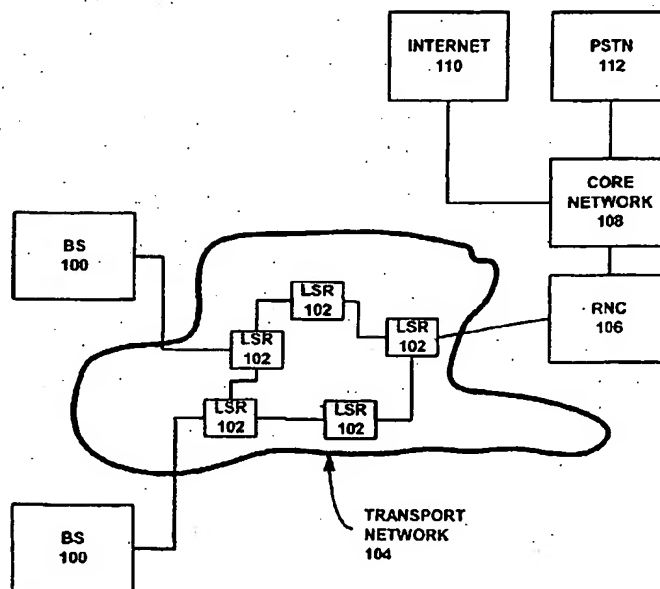 INTERNET
110
PSTN
112
CORE
NETWORK
108
BS
100
RNC
106
LSR
102
LSR
102
LSR
102
LSR
102
LSR
102
TRANSPORT
NETWORK
104
BS
100